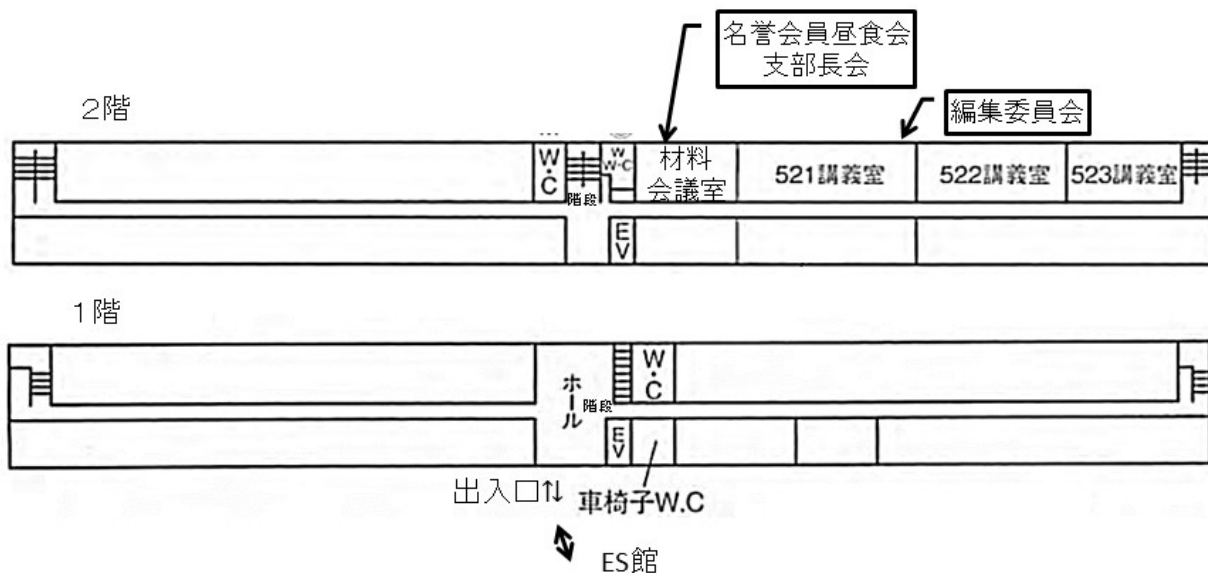 名誉会員昼食会
支部長会
編集委員会
２階
W・C
階段
W
W・C
材料
会議室
521講義室
522講義室
523講義室
EV
１階
ホール
階段
W・C
EV
出入口⇅
車椅子W.C
ES館